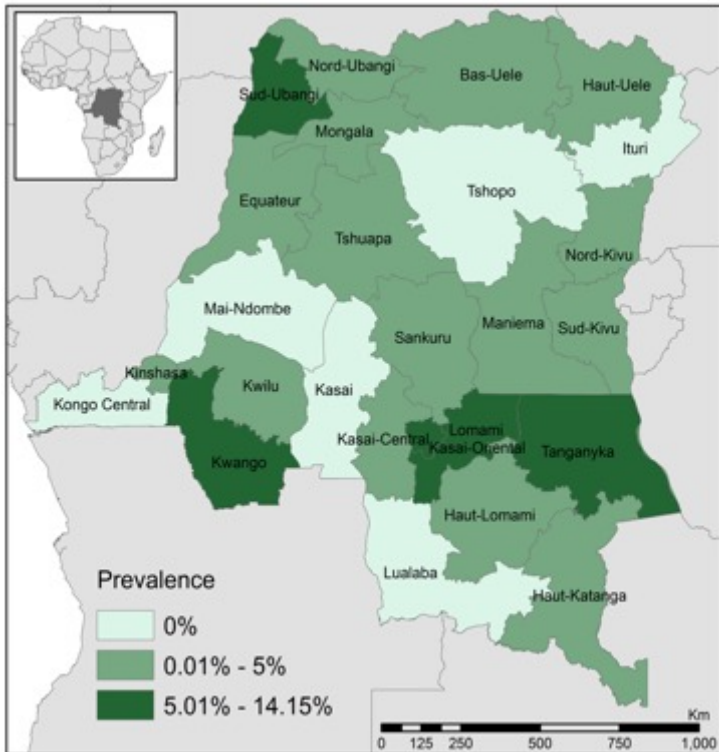 Nord-Ubangi
Bas-Uele
Haut-Uele
Sud-Ubangi
Mongala
Ituri
Tshopo
Equateur
Tshuapa
Nord-Kivu
Mai-Ndombe
Sankuru
Maniema
Sud-Kivu
Kinshasa
Kwilu
Kasai
Kongo Central
Lomami
Kasai-Central
Kasai-Oriental
Tanganyka
Kwango
Haut-Lomami
Lualaba
Haut-Katanga
Prevalence
0%
0.01% - 5%
5.01% - 14.15%
Km
0 125 250 500 750 1,000